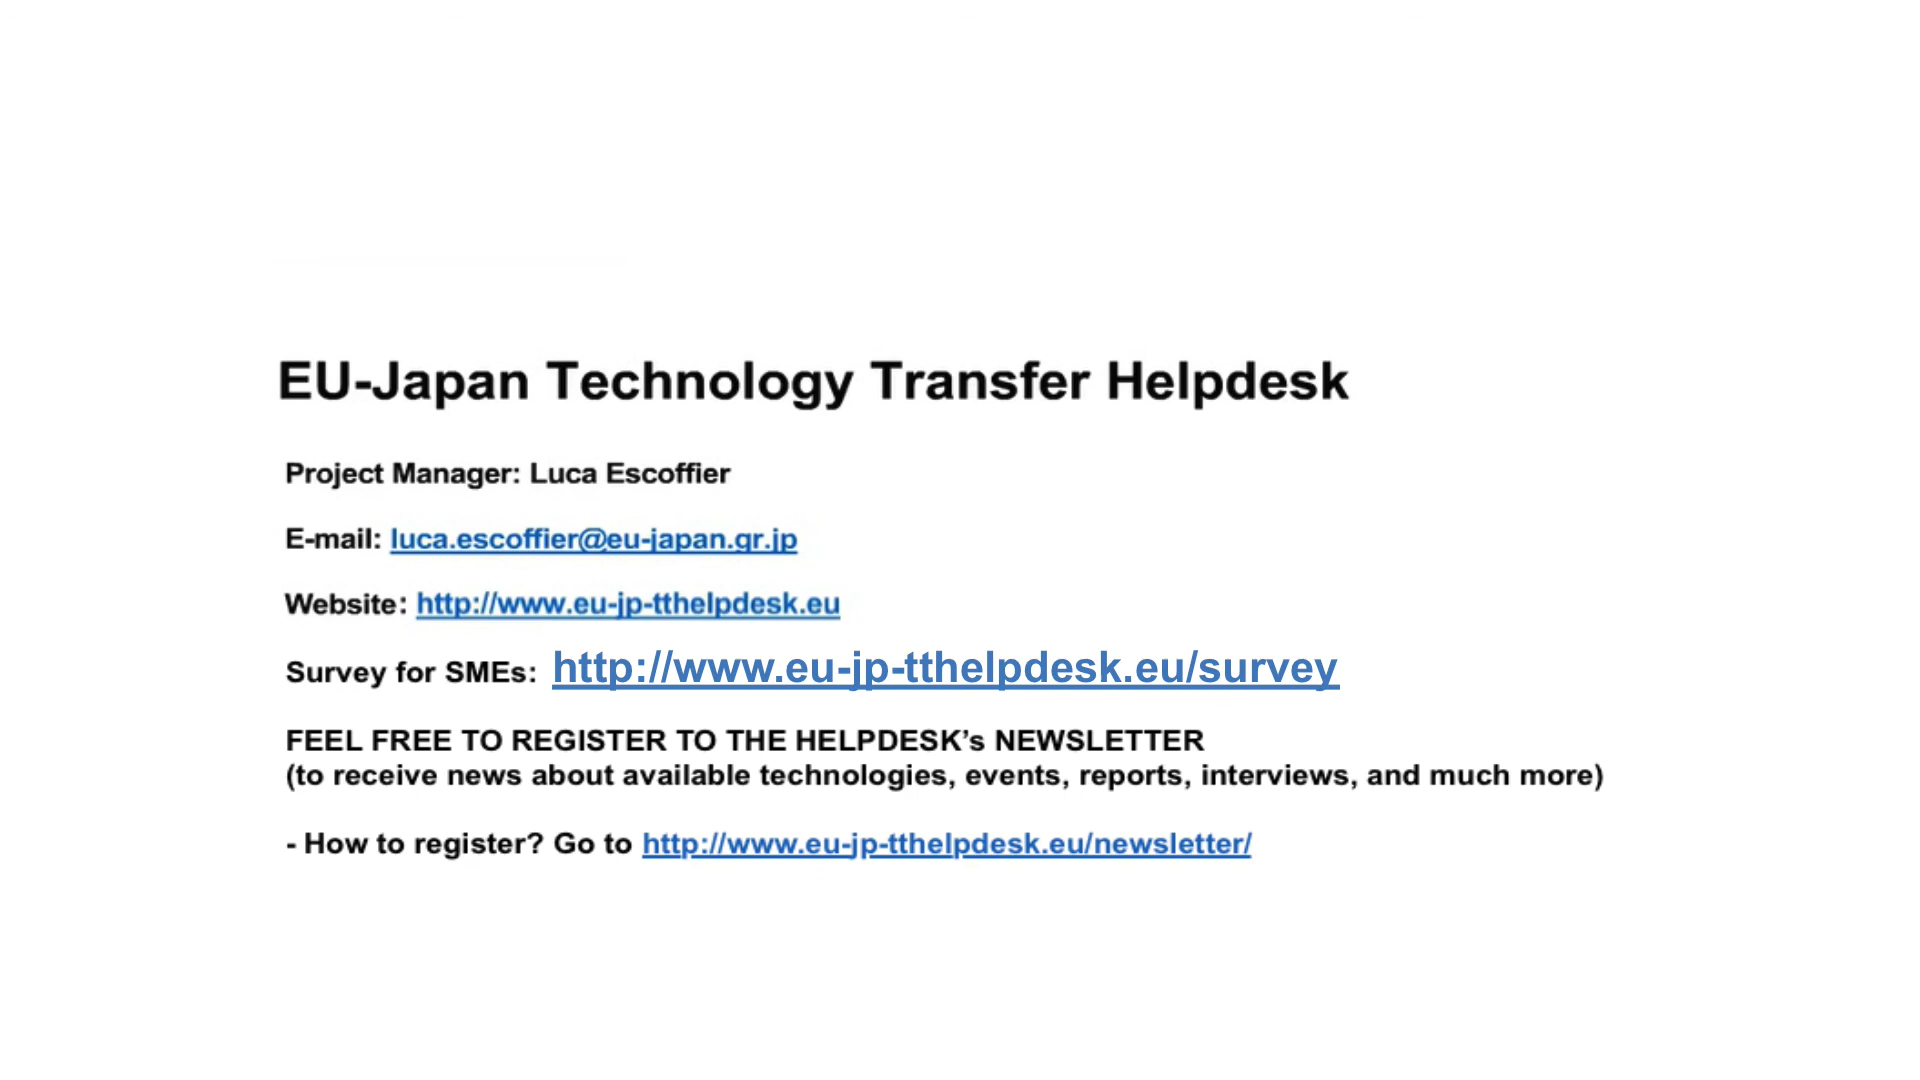 EU-Japan Technology Transfer Helpdesk
Project Manager: Luca Escoffier
E-mail: luca.escoffier@eu-japan.gr.jp
Website: http://www.eu-jp-tthelpdesk.eu
Survey for SMEs: http://www.eu-jp-tthelpdesk.eu/survey
FEEL FREE TO REGISTER TO THE HELPDESK’s NEWSLETTER
(to receive news about available technologies, events, reports, interviews, and much more)
- How to register? Go to http://www.eu-jp-tthelpdesk.eu/newsletter/